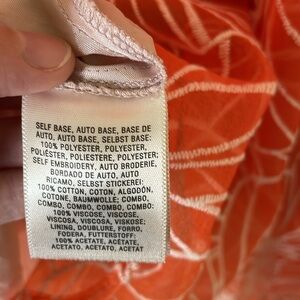 SELF BASE, AUTO BASE, BASE DE
AUTO, AUTO BASE, SELBST BASE:
100% POLYESTER, POLYESTER,
POLIÉSTER, POLIESTERE, POLYESTER;
SELF EMBROIDERY, AUTO BRODERIE,
BORDADO DE AUTO, AUTO
RICAMO, SELBST STICKEREI:
100% COTTON, COTON, ALGODÓN,
COTONE, BAUMWOLLE; COMBO,
COMBO, COMBO, COMBO, COMBO:
100% VISCOSE, VISCOSE,
VISCOSA, VISCOSA, VISKOSE;
LINING, DOUBLURE, FORRO,
FODERA, FUTTERSTOFF:
100% ACETATE, ACÉTATE,
ACETATO, ACETATO, ACETAT